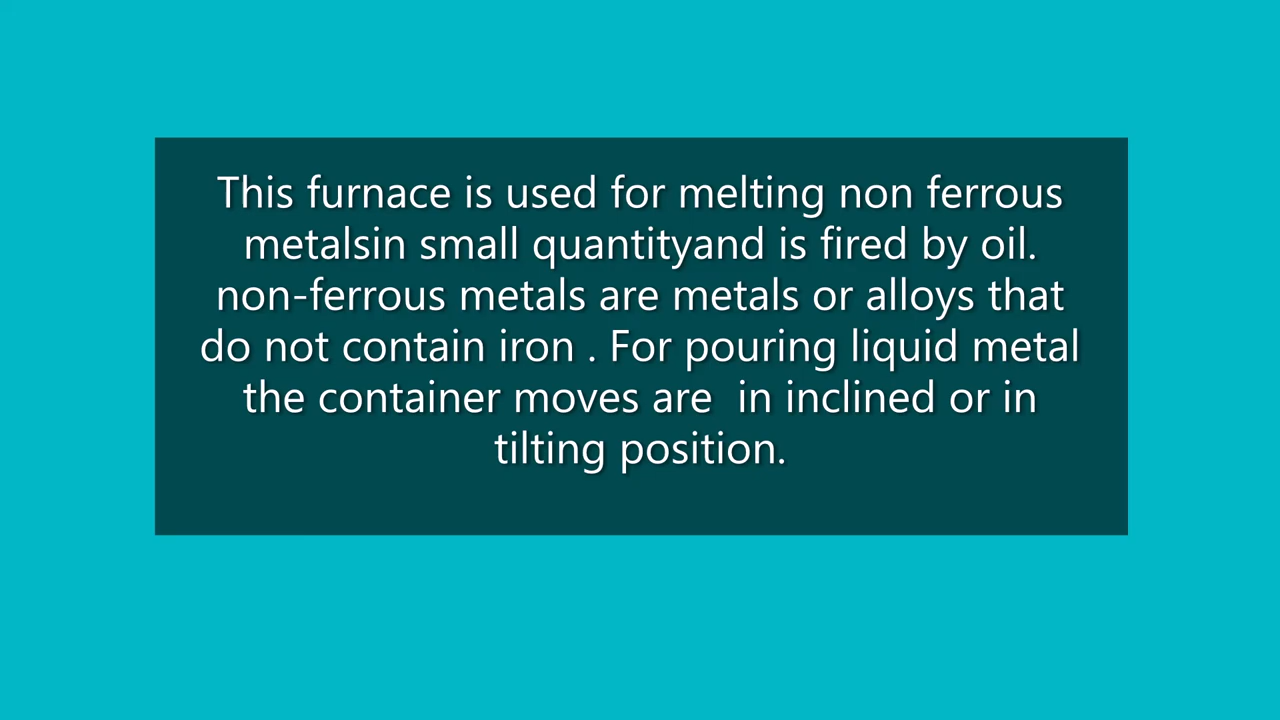 This furnace is used for melting non ferrous
metalsin small quantityand is fired by oil.
non-ferrous metals are metals or alloys that
do not contain iron . For pouring liquid metal
the container moves are  in inclined or in
tilting position.